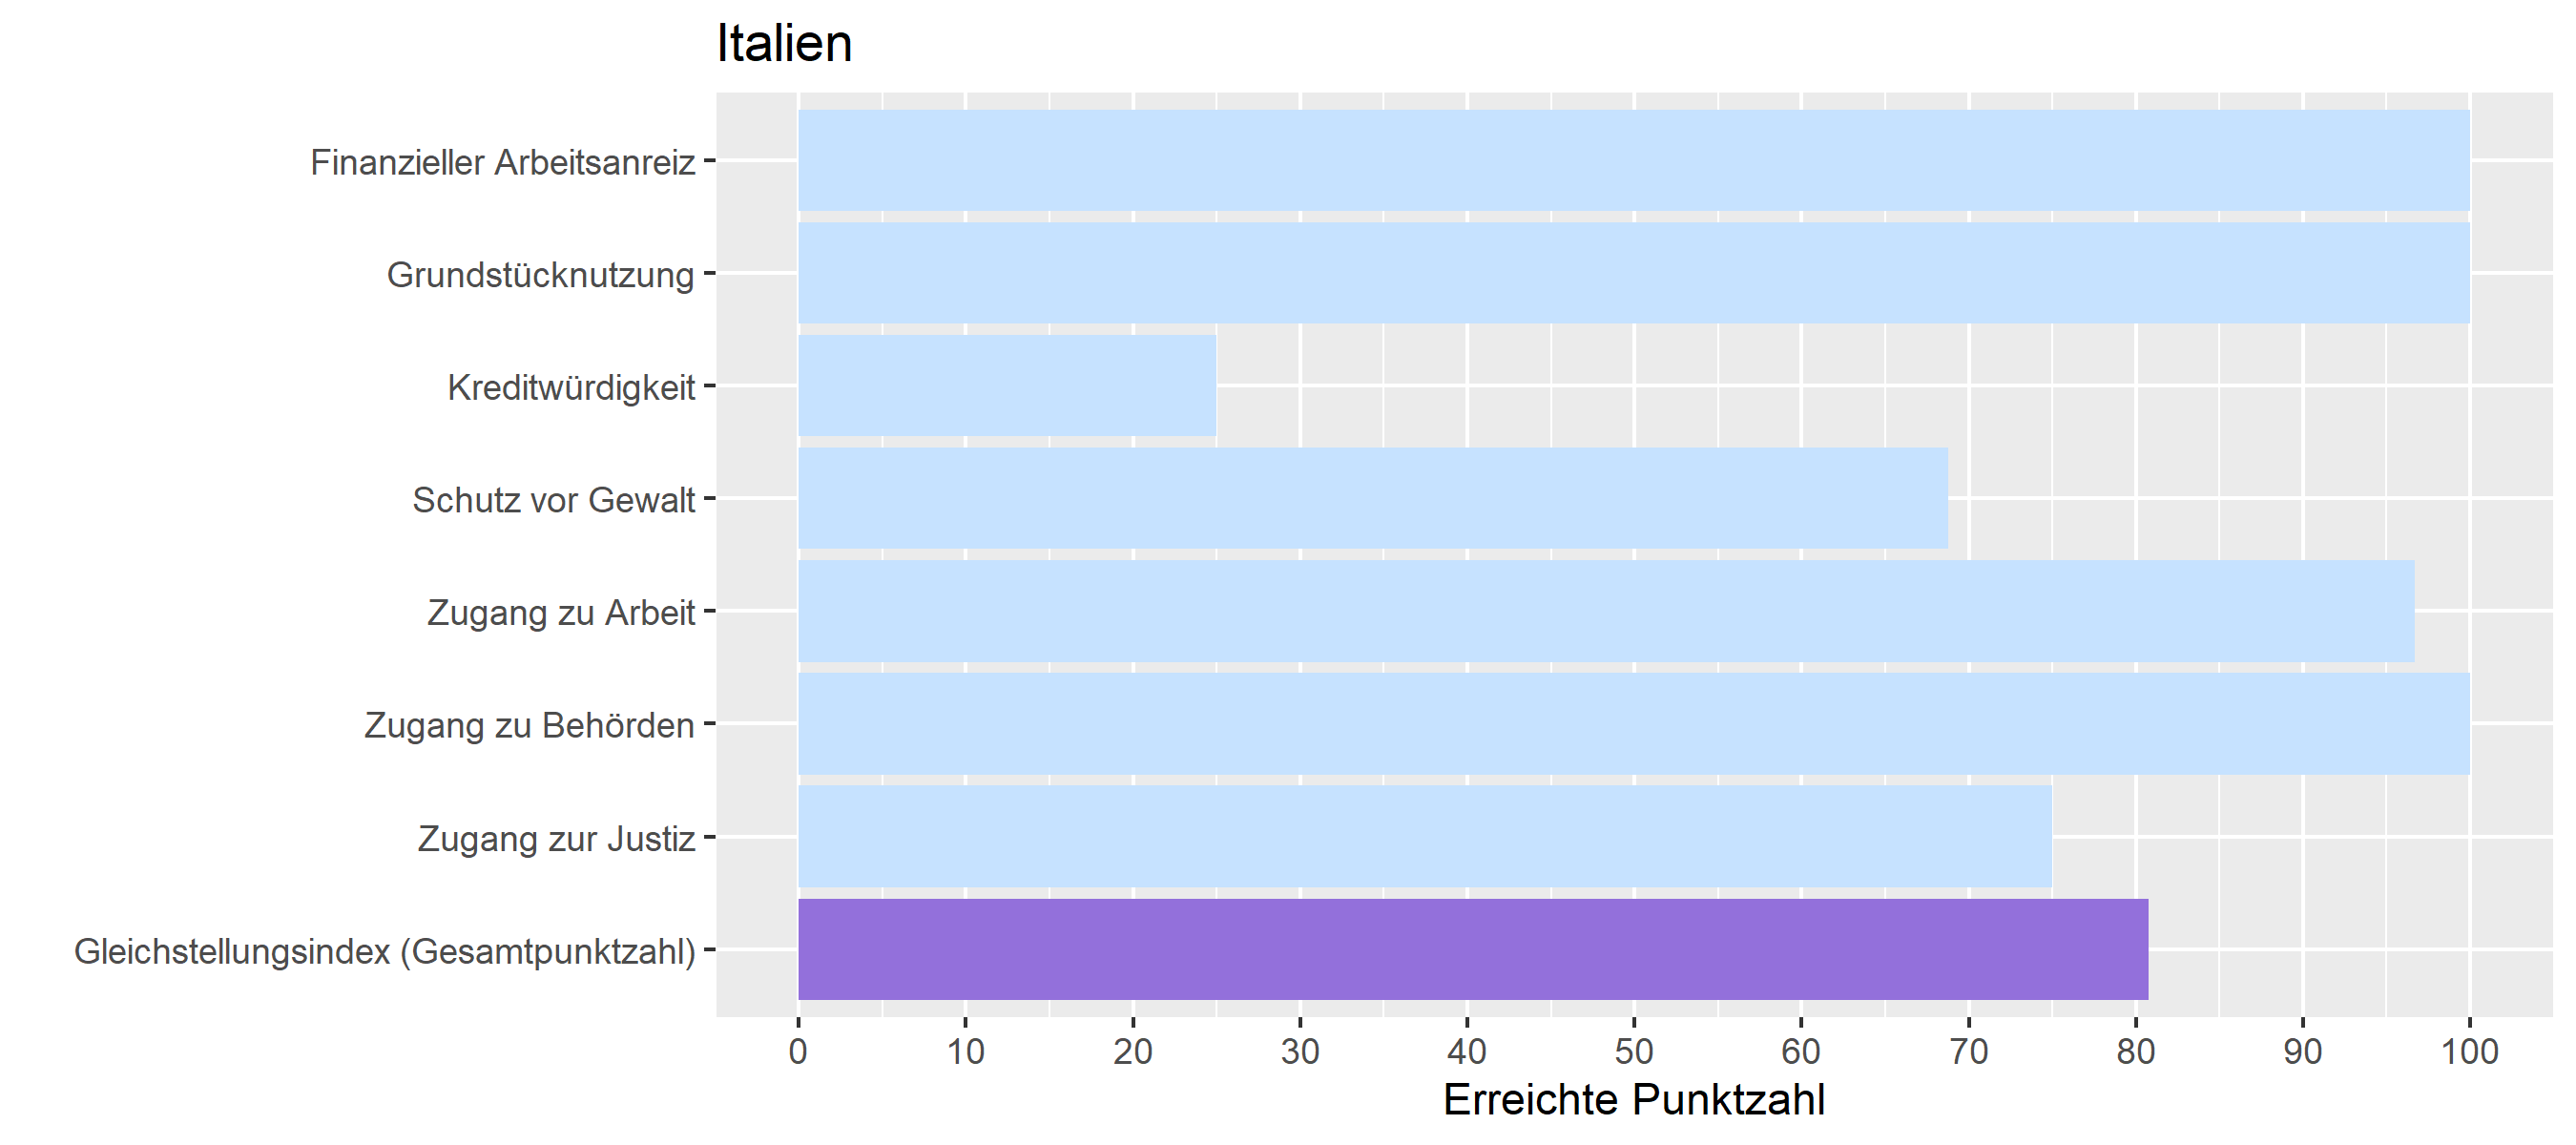 Italien
Finanzieller Arbeitsanreiz
Grundstücknutzung
Kreditwürdigkeit
Schutz vor Gewalt
Zugang zu Arbeit
Zugang zu Behörden
Zugang zur Justiz
Gleichstellungsindex (Gesamtpunktzahl)
0 10 20 30 40 50 60 70 80 90 100
Erreichte Punktzahl